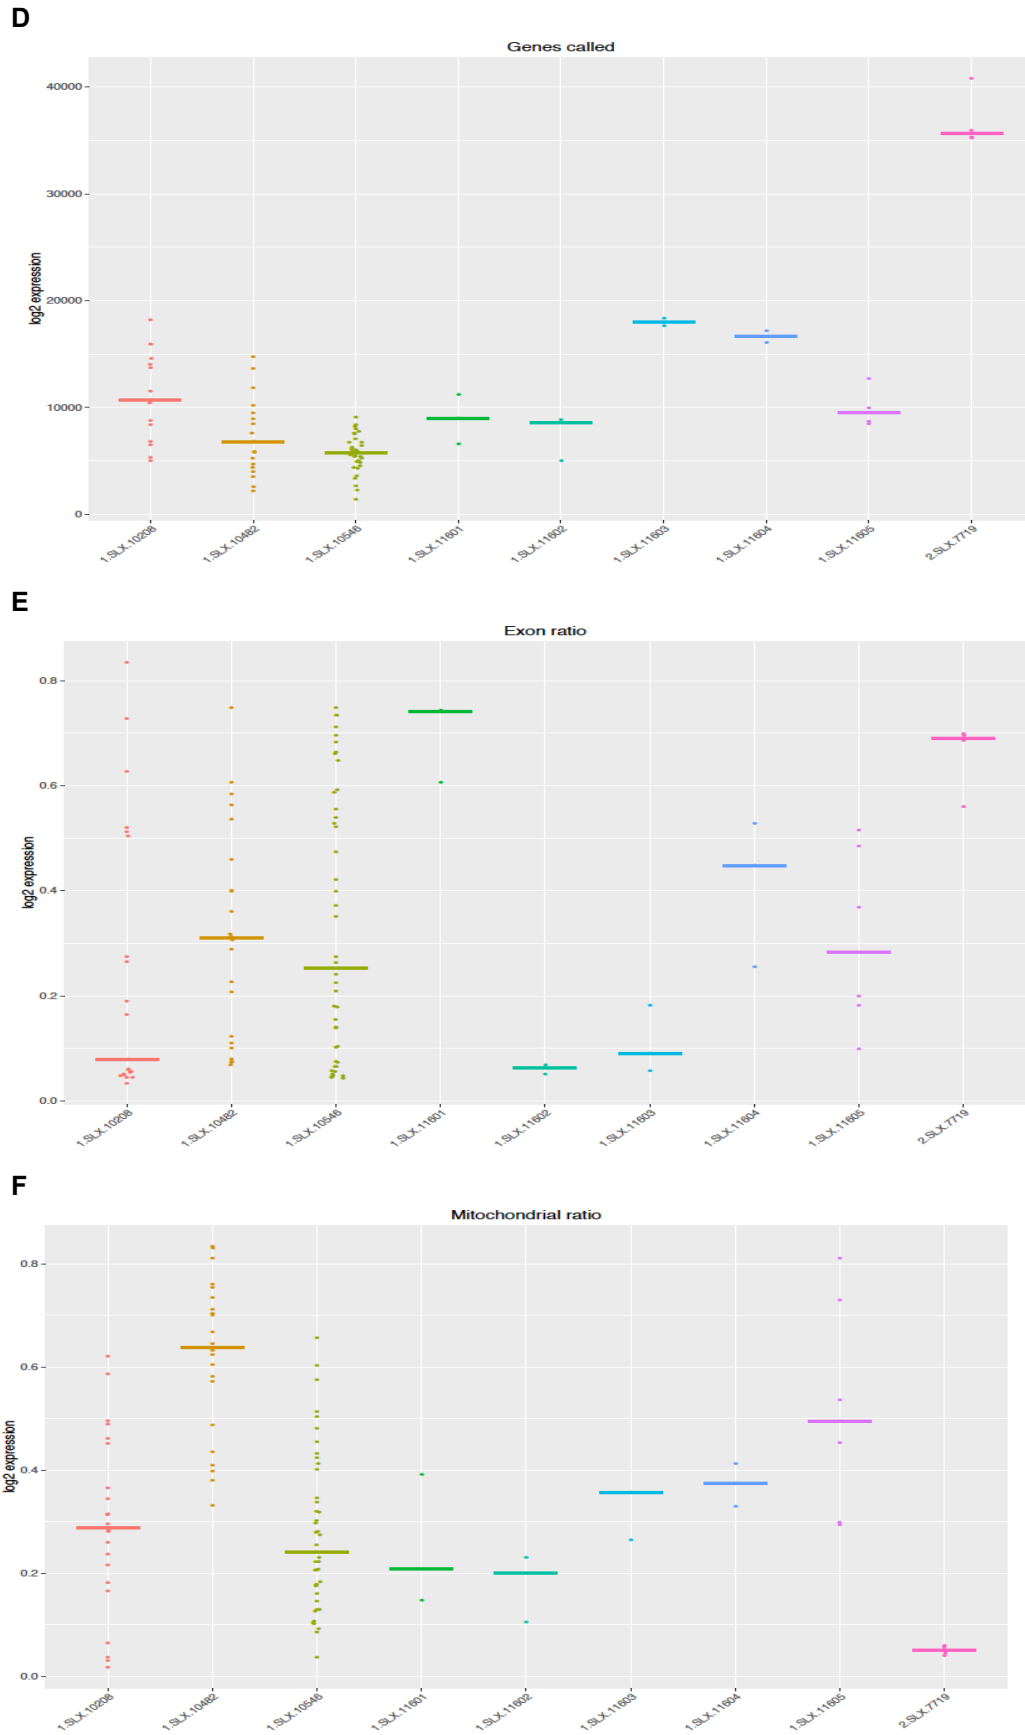 D
Genes called
40000
30000
20000
10000
0
log2 expression
1.SLX.10208
1.SLX.10482
1.SLX.10546
1.SLX.11601
1.SLX.11602
1.SLX.11603
1.SLX.11604
1.SLX.11605
2.SLX.7719
E
Exon ratio
0.8
0.6
0.4
0.2
0.0
log2 expression
1.SLX.10208
1.SLX.10482
1.SLX.10546
1.SLX.11601
1.SLX.11602
1.SLX.11603
1.SLX.11604
1.SLX.11605
2.SLX.7719
F
Mitochondrial ratio
0.8
0.6
0.4
0.2
0.0
log2 expression
1.SLX.10208
1.SLX.10482
1.SLX.10546
1.SLX.11601
1.SLX.11602
1.SLX.11603
1.SLX.11604
1.SLX.11605
2.SLX.7719